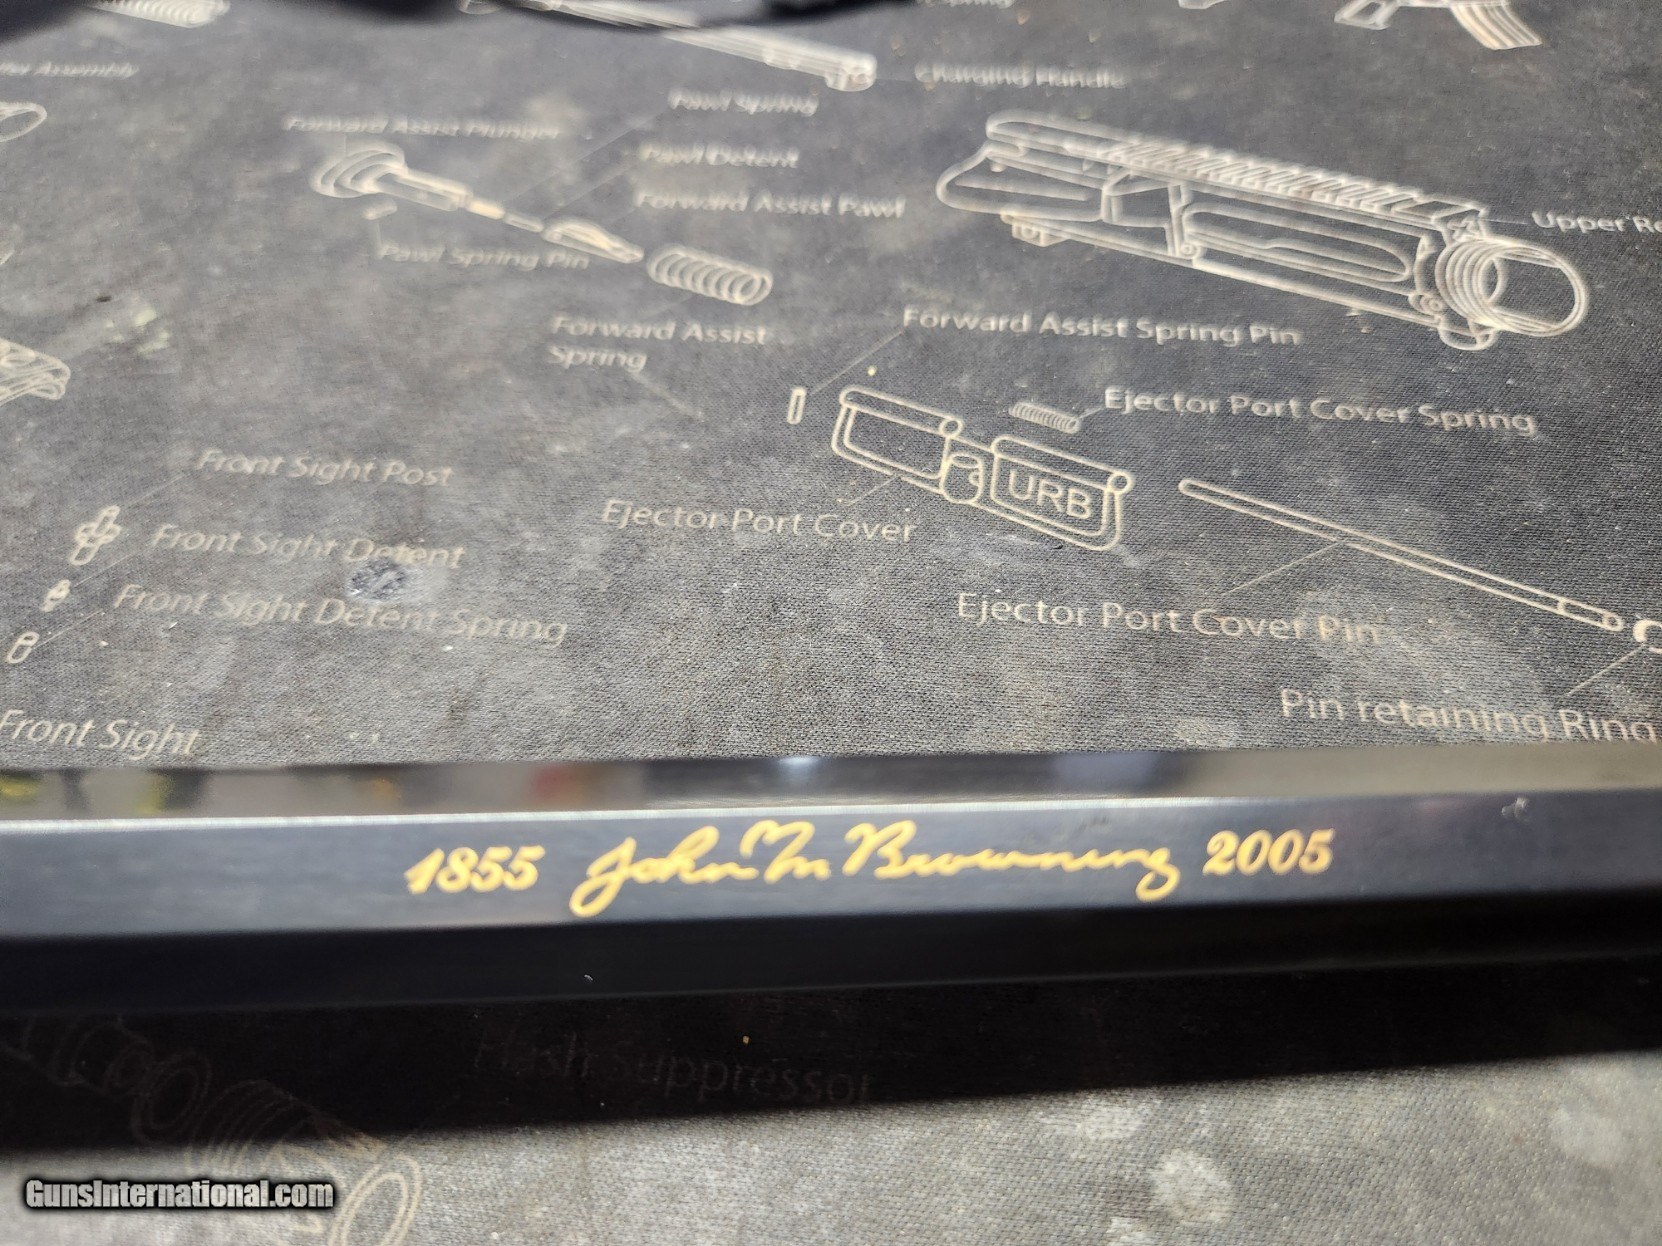 Charging Handle
Pawl Spring
Forward Assist Plunger
Pawl Detent
Forward Assist Pawl
Upper Re
Pawl Spring Pin
Forward Assist Spring Pin
Forward Assist
Spring
Ejector Port Cover Spring
Front Sight Post
URB
Ejector Port Cover
Front Sight Detent
Front Sight Detent Spring
Ejector Port Cover Pin
Pin retaining Ring
Front Sight
1855 John M Browning 2005
Flash Suppressor
GunsInternational.com